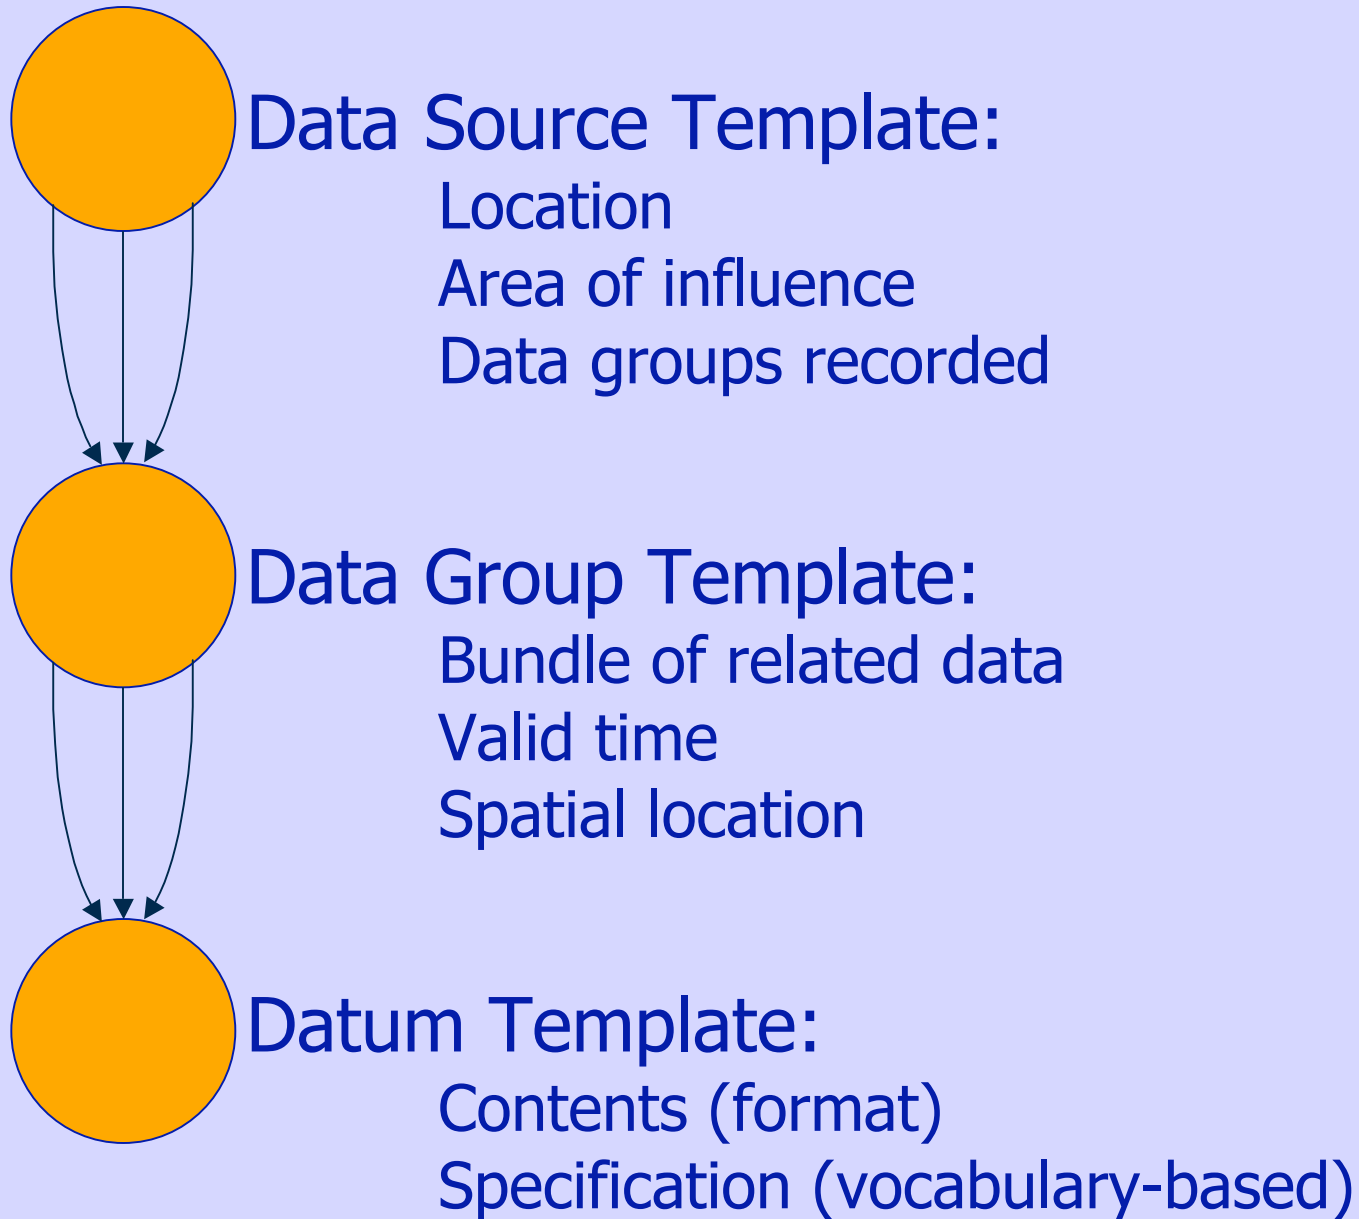 Data Source Template:
Location
Area of influence
Data groups recorded
Data Group Template:
Bundle of related data
Valid time
Spatial location
Datum Template:
Contents (format)
Specification (vocabulary-based)